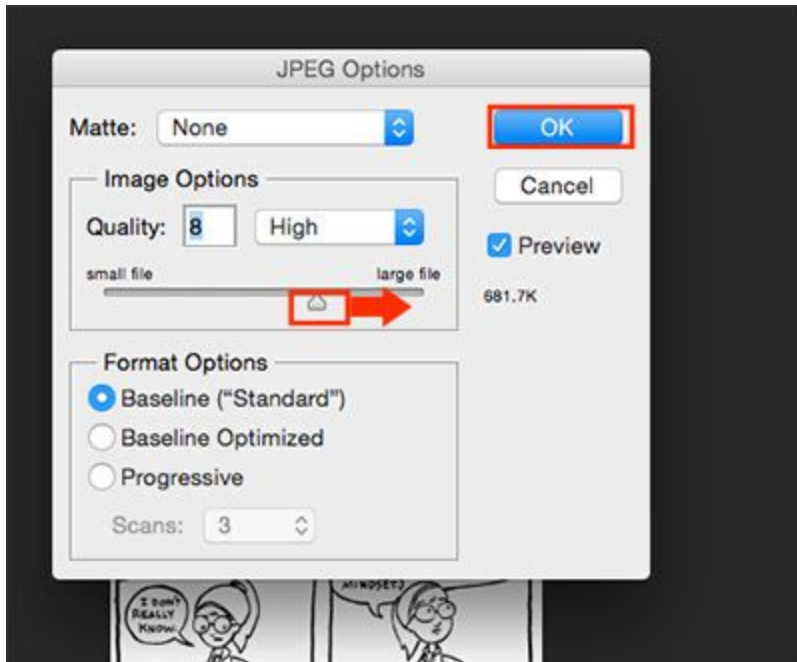 JPEG Options
Matte: None
OK
Image Options
Cancel
Quality: 8 High
Preview
small file large file
681.7K
Format Options
Baseline (“Standard”)
Baseline Optimized
Progressive
Scans: 3
I DON'T
REALLY
KNOW.
MINDSET.)